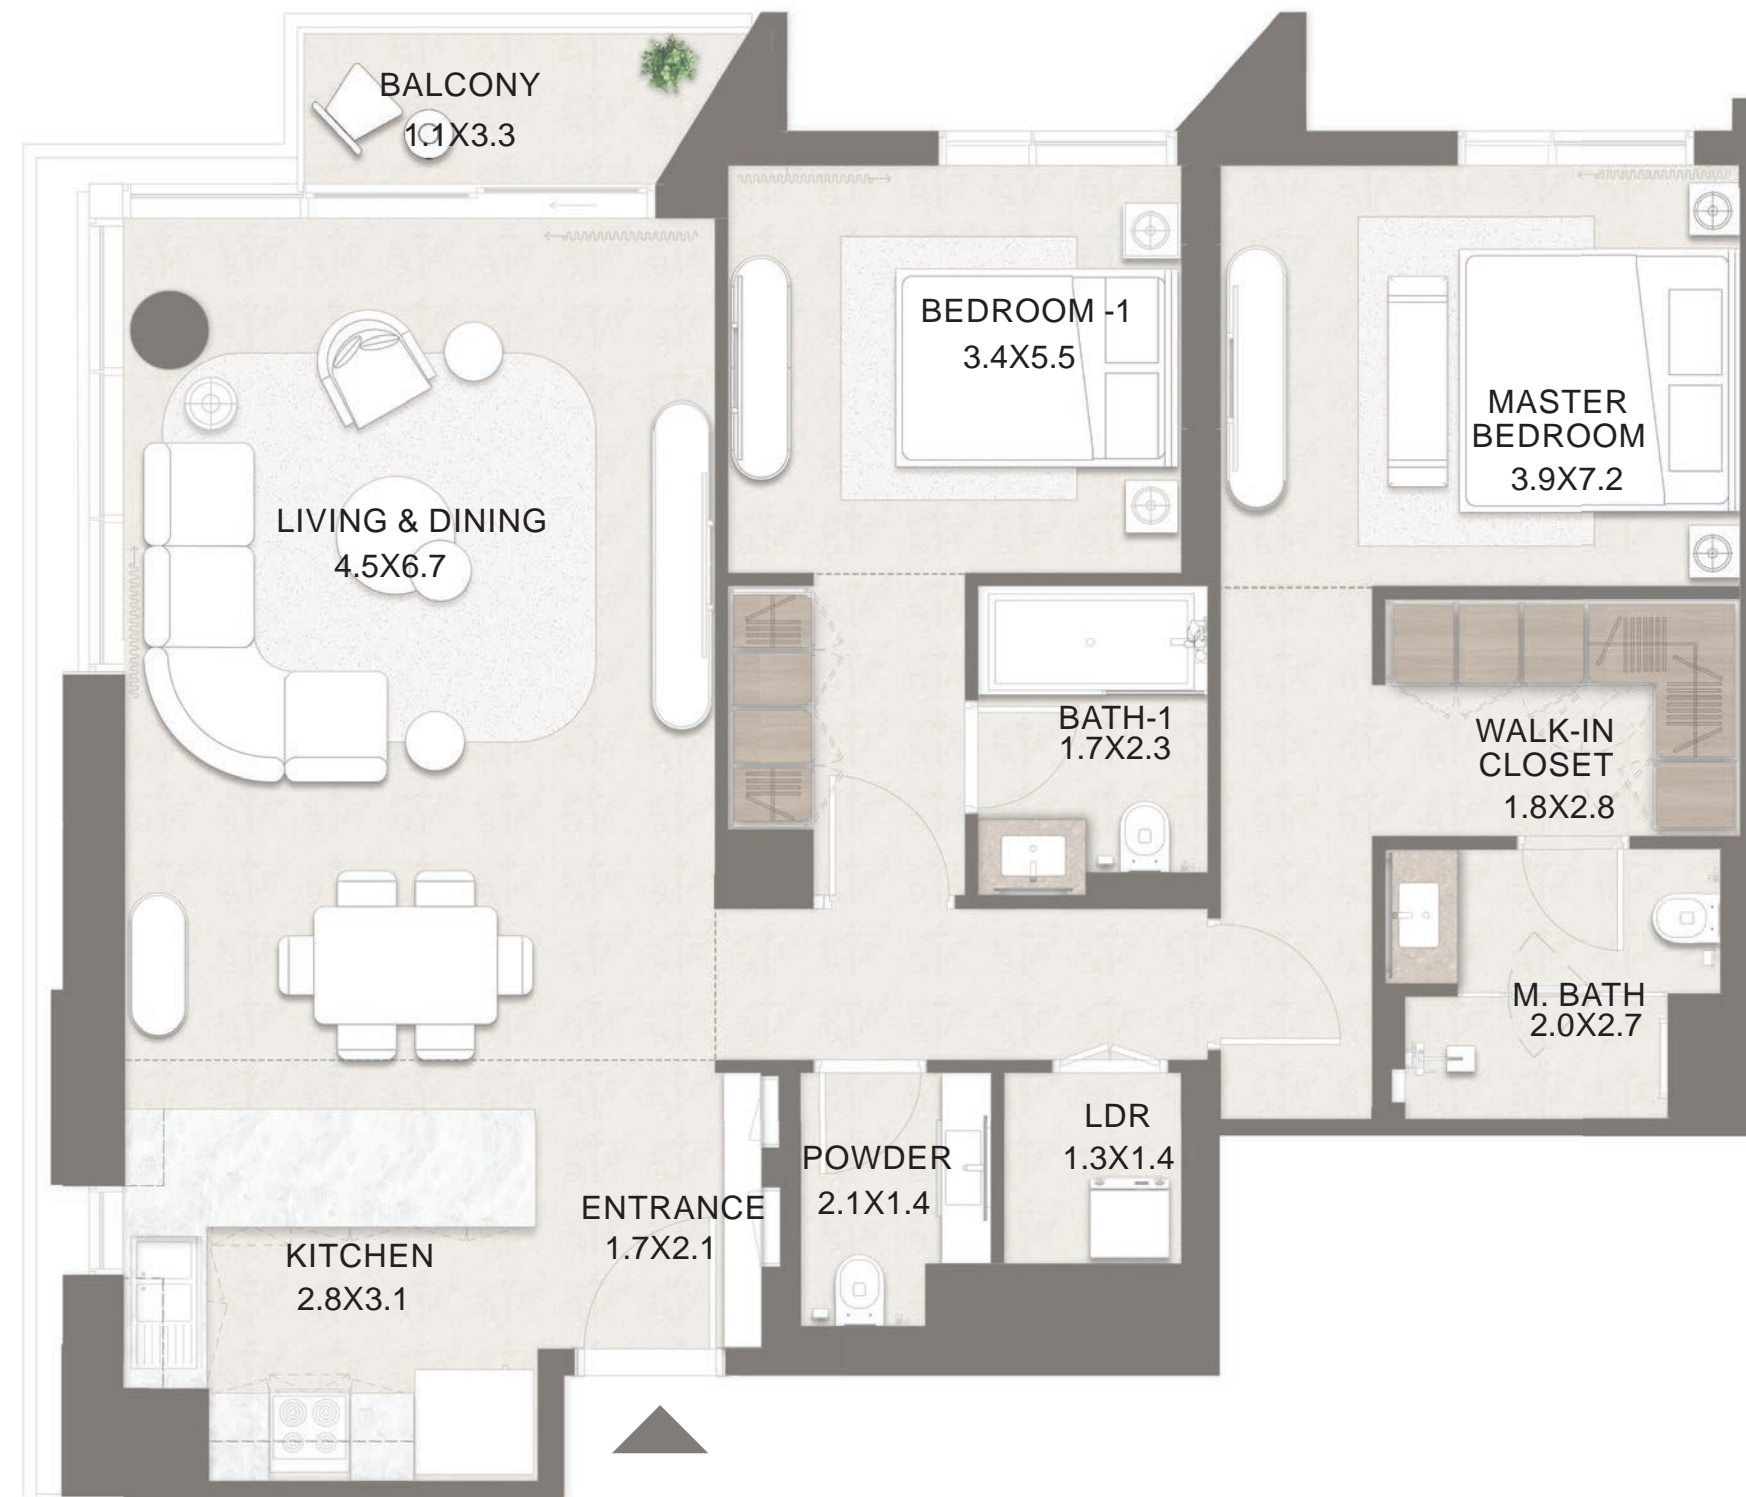 BALCONY
1.1X3.3
BEDROOM -1
3.4X5.5
MASTER
BEDROOM
3.9X7.2
LIVING & DINING
4.5X6.7
BATH-1
1.7X2.3
WALK-IN
CLOSET
1.8X2.8
M. BATH
2.0X2.7
LDR
1.3X1.4
POWDER
2.1X1.4
ENTRANCE
1.7X2.1
KITCHEN
2.8X3.1